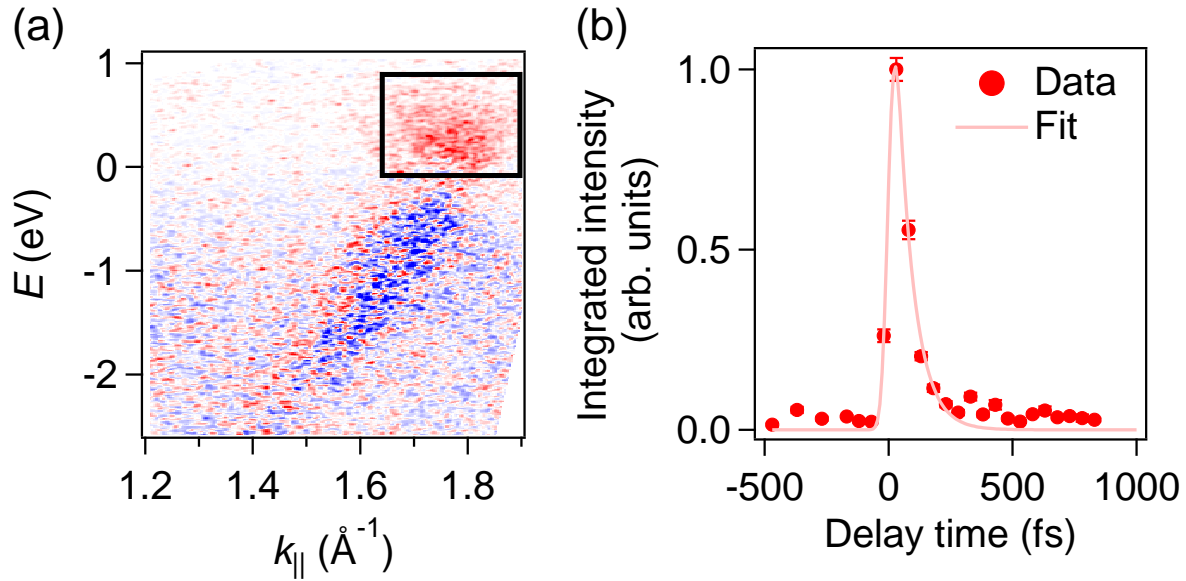 (a)
1
0
-1
-2
E (eV)
1.2 1.4 1.6 1.8
k|| (Å-1)
(b)
Data
Fit
1.0
0.5
0.0
Integrated intensity
(arb. units)
-500 0 500 1000
Delay time (fs)